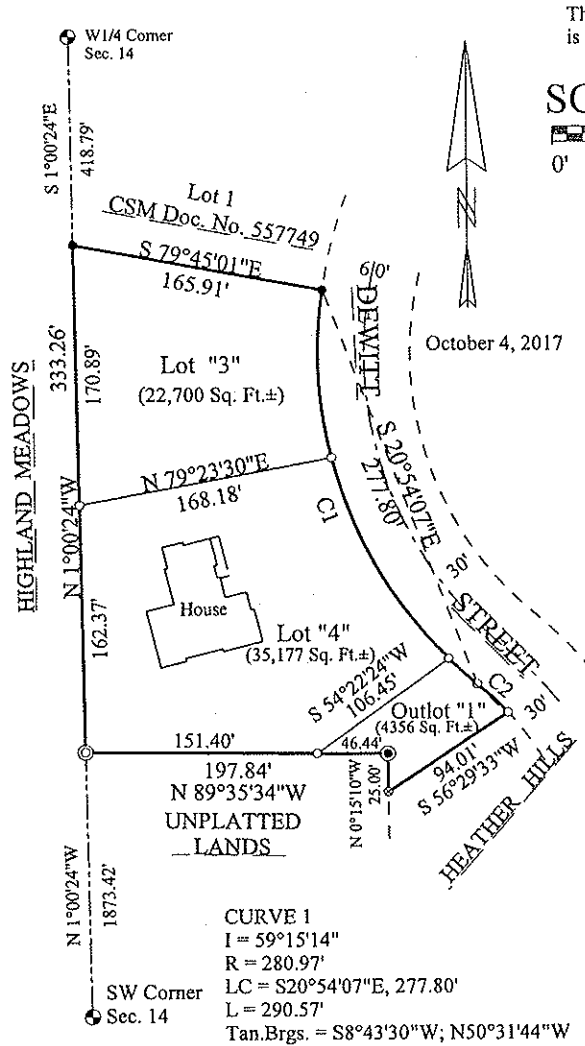 Th
is
W1/4 Corner
Sec. 14
SC
0'
S 1°00'24"E
418.79'
Lot 1
CSM Doc. No. 557749
S 79°45'01"E
165.91'
60'
DEWITT
N
October 4, 2017
HIGHLAND MEADOWS
333.26'
170.89'
Lot "3"
(22,700 Sq. Ft.±)
S 20°54'07"E
277.80'
N 79°23'30"E
168.18'
C1
N 1°00'24"W
30'
STREET
House
162.37'
Lot "4"
(35,177 Sq. Ft.±)
S 54°22'24"W
106.45'
C2
Outlot "1"
(4356 Sq. Ft.±)
30'
151.40'
46.44'
94.01'
S 56°29'33"W
197.84'
N 89°35'34"W
N 0°15'10"W
25.00'
UNPLATTED
LANDS
HEATHER HILLS
N 1°00'24"W
1873.42'
CURVE 1
I = 59°15'14"
R = 280.97'
LC = S20°54'07"E, 277.80'
L = 290.57'
Tan.Brgs. = S8°43'30"W; N50°31'44"W
SW Corner
Sec. 14